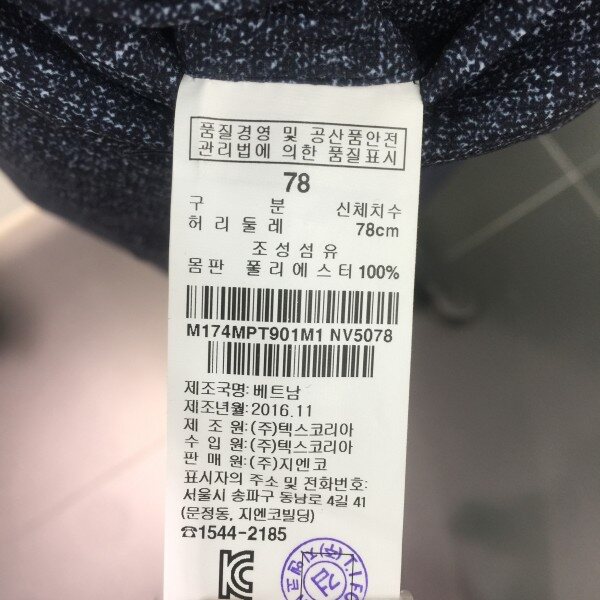 품질경영 및 공산품안전
관리법에 의한 품질표시
78
구 분 신체치수
허리둘레 78cm
조성섬유
몸판 폴리에스터 100%
M174MPT901M1 NV5078
제조국명: 베트남
제조년월: 2016.11
제 조 원: (주)텍스코리아
수 입 원: (주)텍스코리아
판 매 원: (주)지엔코
표시자의 주소 및 전화번호:
서울시 송파구 동남로 4길 41
(문정동, 지엔코빌딩)
☎1544-2185